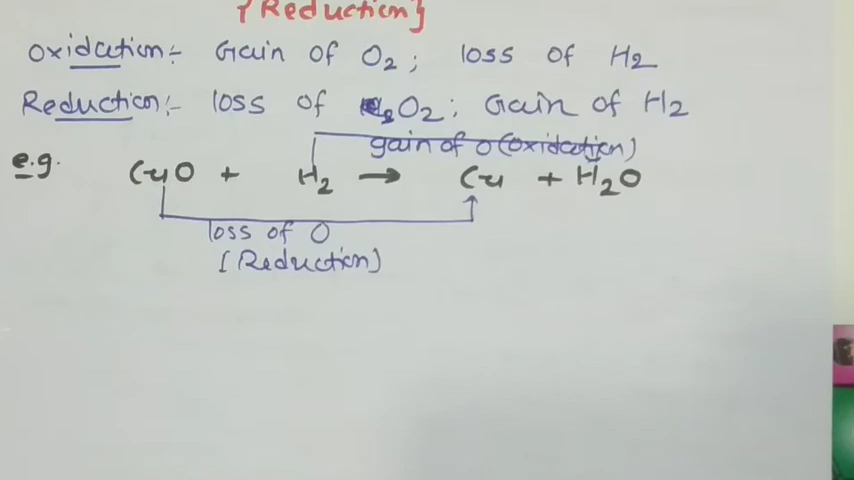 {Reduction}
Oxidation:- Gain of O2; loss of H2
Reduction:- loss of O2; Gain of H2
gain of O (Oxidation)
e.g. CuO + H2 → Cu + H2O
loss of O
[Reduction)